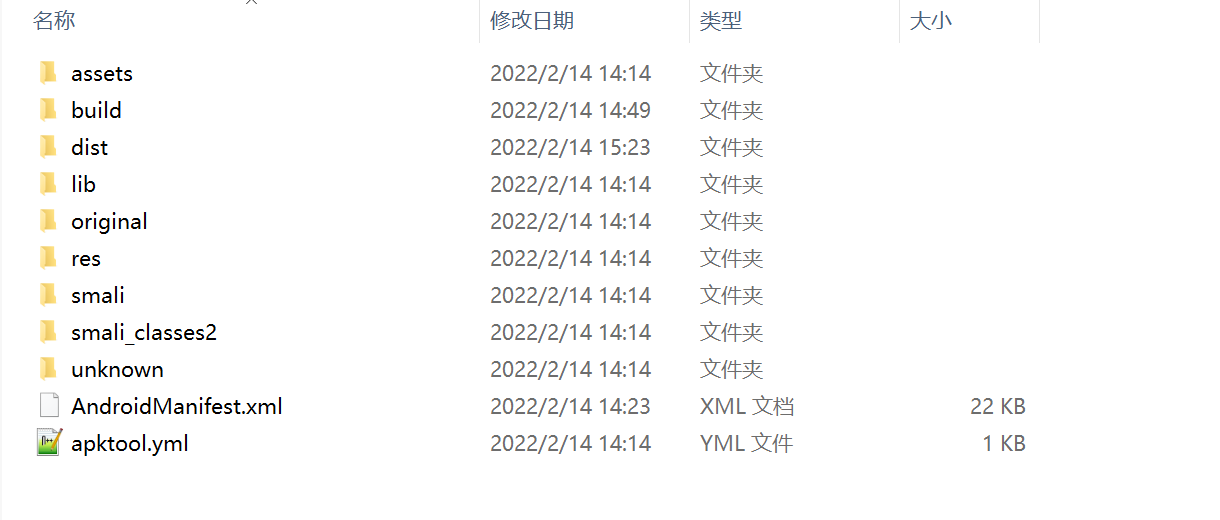 名称 修改日期 类型 大小
assets 2022/2/14 14:14 文件夹
build 2022/2/14 14:49 文件夹
dist 2022/2/14 15:23 文件夹
lib 2022/2/14 14:14 文件夹
original 2022/2/14 14:14 文件夹
res 2022/2/14 14:14 文件夹
smali 2022/2/14 14:14 文件夹
smali_classes2 2022/2/14 14:14 文件夹
unknown 2022/2/14 14:14 文件夹
AndroidManifest.xml 2022/2/14 14:23 XML 文档 22 KB
apktool.yml 2022/2/14 14:14 YML 文件 1 KB